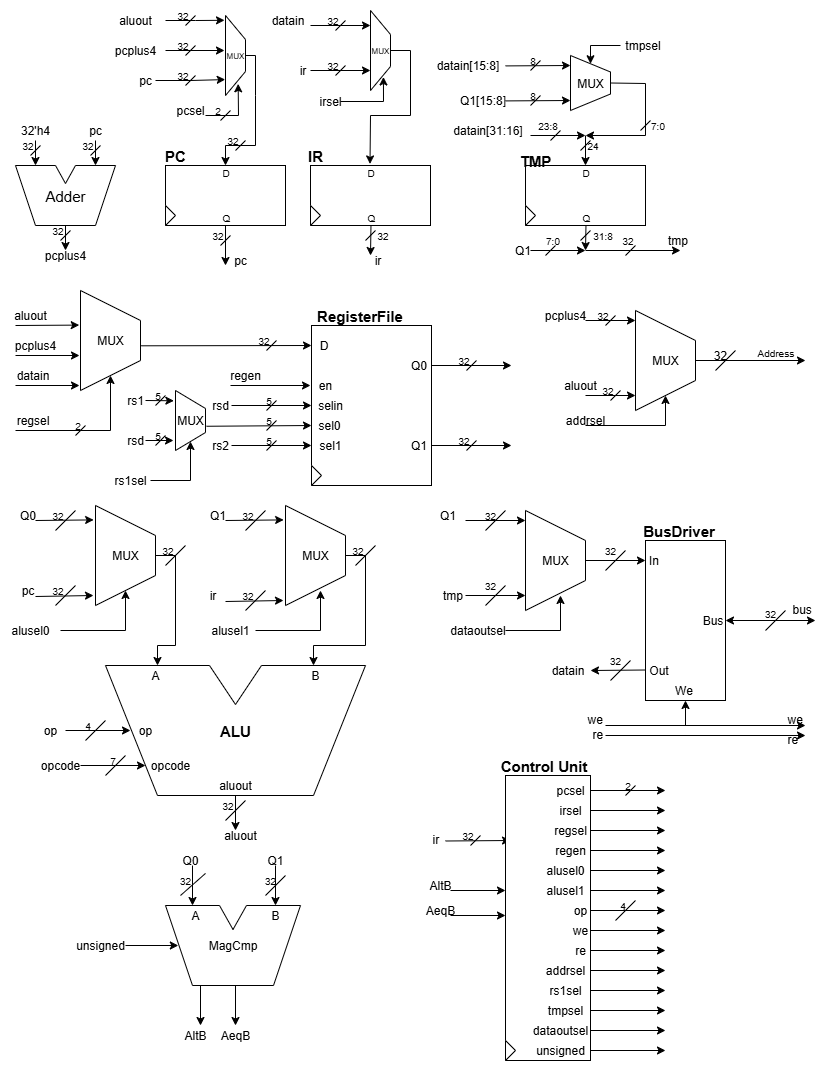 aluout 32
pcplus4 32
pc 32
MUX
pcsel 2
32
datain 32
ir 32
MUX
irsel
tmpsel
datain[15:8] 8
Q1[15:8] 8
MUX
datain[31:16] 23:8
7:0
24
32'h4 pc
32 32
Adder
32
pcplus4
PC
D
Q
32
pc
IR
D
Q
32
ir
TMP
D
Q
31:8
Q1 7:0 32 tmp
aluout
pcplus4
datain
MUX
regsel 2
32
RegisterFile
D
regen en
rsd 5 selin
5 sel0
rs2 5 sel1
Q0 32
Q1 32
rs1 5
rsd 5
MUX
rs1sel
pcplus4 32
aluout 32
MUX
addrsel
32 Address
Q0 32
pc 32
MUX
alusel0
32
Q1 32
ir 32
MUX
alusel1
32
A B
ALU
op 4 op
opcode 7 opcode
aluout
32
aluout
Q1 32
tmp 32
MUX
dataoutsel
32
BusDriver
In
Bus 32 bus
datain 32 Out
We
we we
re re
Q0 Q1
32 32
A B
unsigned MagCmp
AltB AeqB
Control Unit
ir 32
AltB
AeqB
pcsel 2
irsel
regsel
regen
alusel0
alusel1
op 4
we
re
addrsel
rs1sel
tmpsel
dataoutsel
unsigned